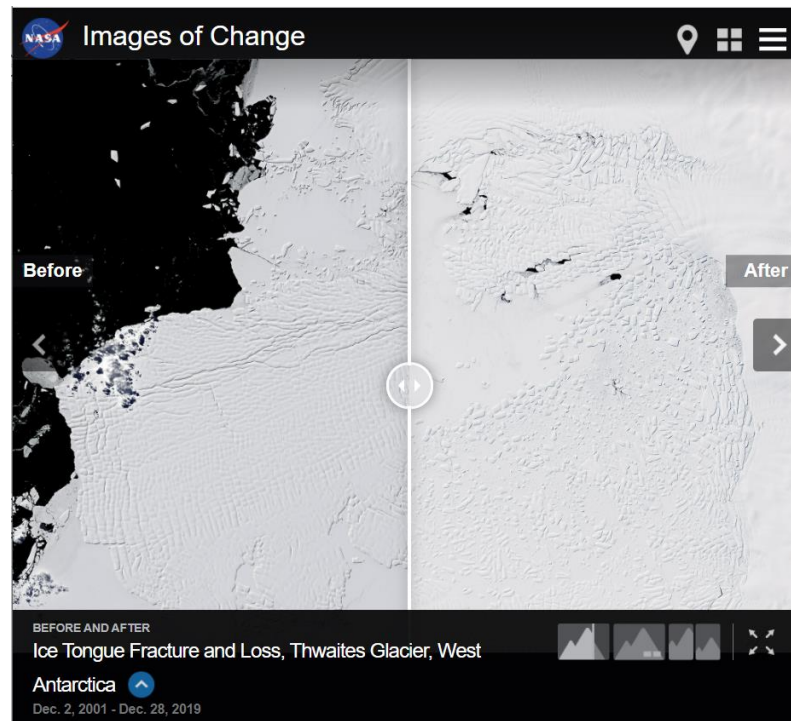 NASA
Images of Change
Before
After
BEFORE AND AFTER
Ice Tongue Fracture and Loss, Thwaites Glacier, West
Antarctica
Dec. 2, 2001 - Dec. 28, 2019